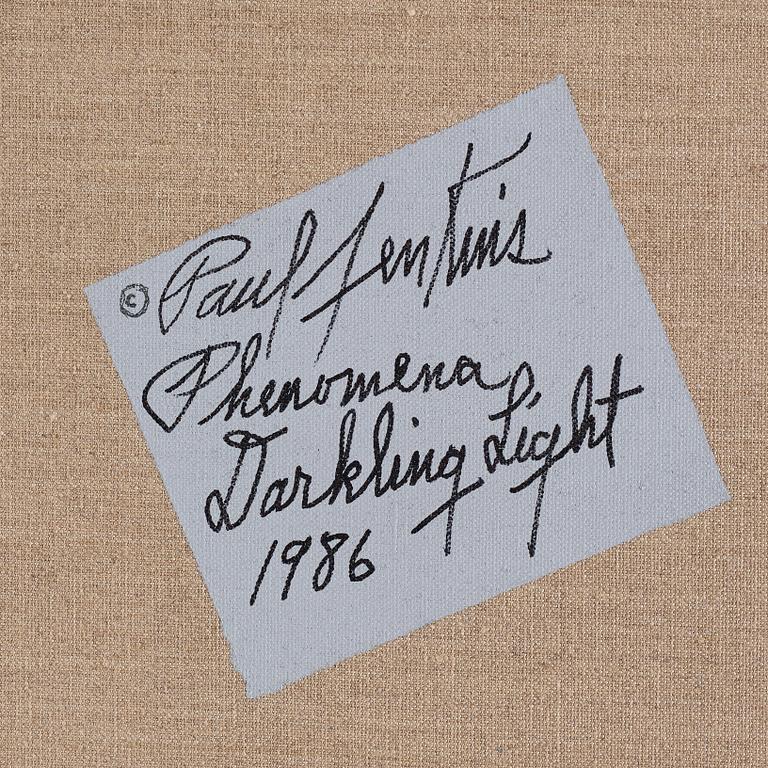 © Paul Jenkins
Phenomena
Darkling Light
1986